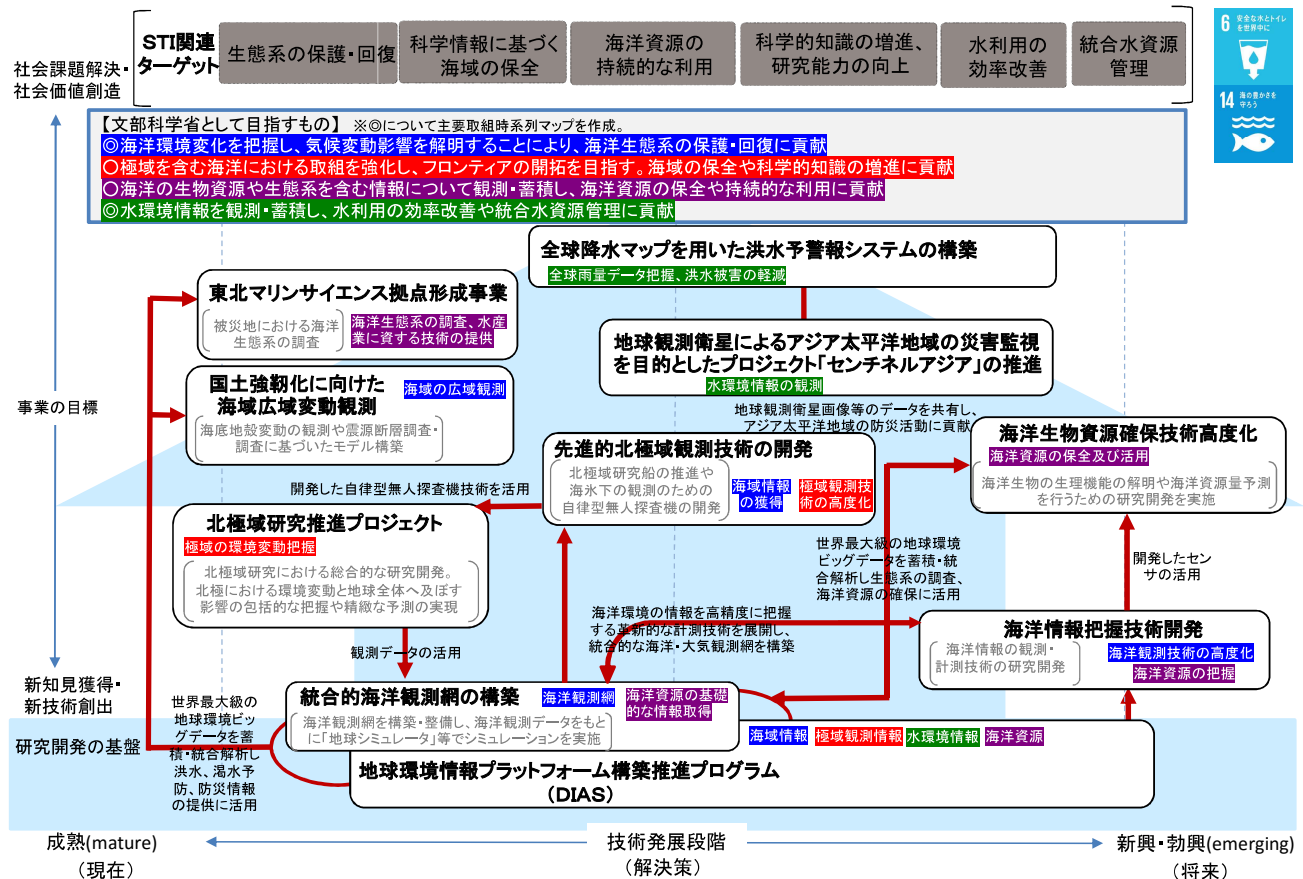 STI関連
ターゲット
生態系の保護・回復
科学情報に基づく
海域の保全
海洋資源の
持続的な利用
科学的知識の増進、
研究能力の向上
水利用の
効率改善
統合水資源
管理
6 安全な水とトイレ
を世界中に
14 海の豊かさを
守ろう
社会課題解決・
社会価値創造
【文部科学省として目指すもの】 ※◎について主要取組時系列マップを作成。
◎海洋環境変化を把握し、気候変動影響を解明することにより、海洋生態系の保護・回復に貢献
○極域を含む海洋における取組を強化し、フロンティアの開拓を目指す。海域の保全や科学的知識の増進に貢献
○海洋の生物資源や生態系を含む情報について観測・蓄積し、海洋資源の保全や持続的な利用に貢献
◎水環境情報を観測・蓄積し、水利用の効率改善や統合水資源管理に貢献
全球降水マップを用いた洪水予警報システムの構築
全球雨量データ把握、洪水被害の軽減
東北マリンサイエンス拠点形成事業
被災地における海洋
生態系の調査
海洋生態系の調査、水産
業に資する技術の提供
地球観測衛星によるアジア太平洋地域の災害監視
を目的としたプロジェクト「センチネルアジア」の推進
水環境情報の観測
国土強靭化に向けた
海域広域変動観測
海域の広域観測
海底地殻変動の観測や震源断層調査・
調査に基づいたモデル構築
事業の目標
地球観測衛星画像等のデータを共有し、
アジア太平洋地域の防災活動に貢献、
先進的北極域観測技術の開発
北極域研究船の推進や
海氷下の観測のための
自律型無人探査機の開発
海域情報
の獲得
極域観測技
術の高度化
海洋生物資源確保技術高度化
海洋資源の保全及び活用
海洋生物の生理機能の解明や海洋資源量予測
を行うための研究開発を実施
開発した自律型無人探査機技術を活用
北極域研究推進プロジェクト
極域の環境変動把握
北極域研究における総合的な研究開発。
北極における環境変動と地球全体へ及ぼす
影響の包括的な把握や精緻な予測の実現
世界最大級の地球環境
ビッグデータを蓄積・統
合解析し生態系の調査、
海洋資源の確保に活用
開発したセン
サの活用
海洋環境の情報を高精度に把握
する革新的な計測技術を展開し、
統合的な海洋・大気観測網を構築
海洋情報把握技術開発
海洋情報の観測・
計測技術の研究開発
海洋観測技術の高度化
海洋資源の把握
観測データの活用
新知見獲得・
新技術創出
統合的海洋観測網の構築
海洋観測網
海洋資源の基礎
的な情報取得
海洋観測網を構築・整備し、海洋観測データをもと
に「地球シミュレータ」等でシミュレーションを実施
世界最大級の
地球環境ビッ
グデータを蓄
積・統合解析し
洪水、渇水予
防、防災情報
の提供に活用
研究開発の基盤
海域情報
極域観測情報
水環境情報
海洋資源
地球環境情報プラットフォーム構築推進プログラム
（DIAS）
成熟(mature)
（現在）
技術発展段階
（解決策）
新興・勃興(emerging)
（将来）